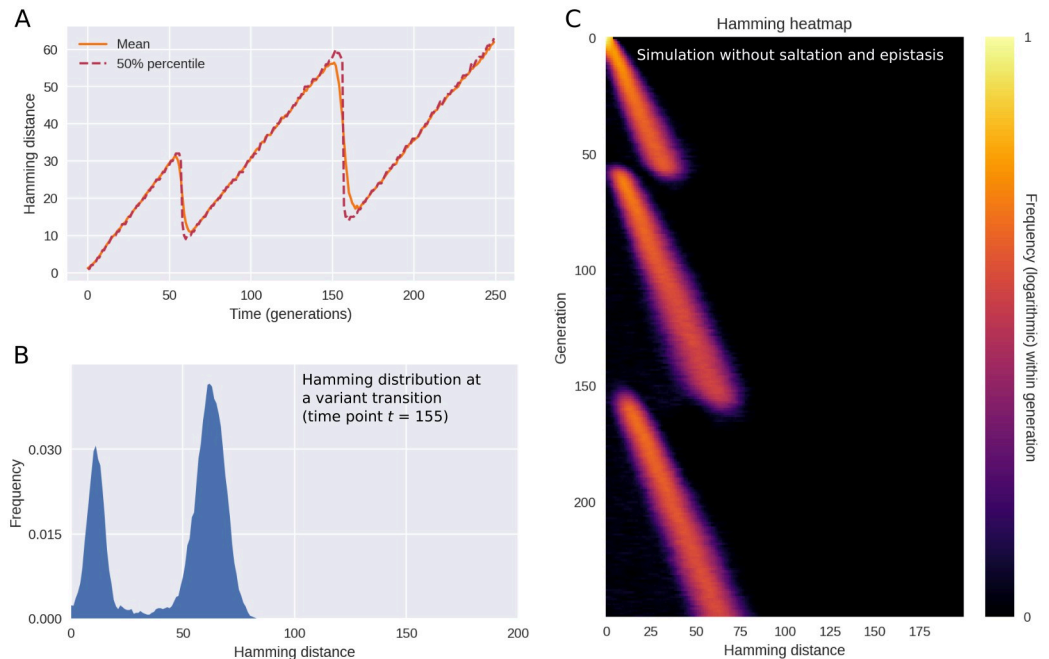 A
Mean
50% percentile
60
50
40
30
20
10
0
Hamming distance
0
50
100
150
200
250
Time (generations)
B
Hamming distribution at
a variant transition
(time point t = 155)
0.030
0.015
0.000
Frequency
0
50
100
150
200
Hamming distance
C
Hamming heatmap
Simulation without saltation and epistasis
0
50
100
150
200
Generation
0
25
50
75
100
125
150
175
Hamming distance
1
0
Frequency (logarithmic) within generation